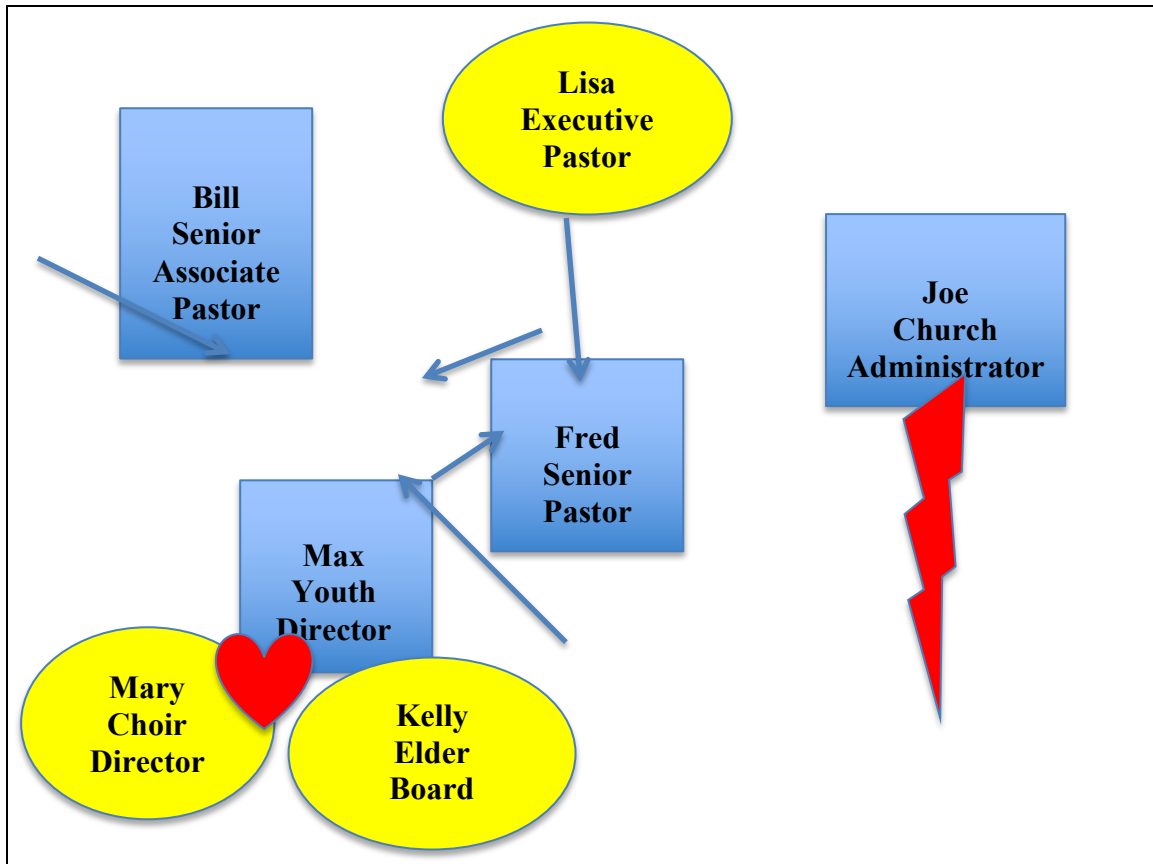 Lisa
Executive
Pastor
Bill
Senior
Associate
Pastor
Joe
Church
Administrator
Fred
Senior
Pastor
Max
Youth
Director
Mary
Choir
Director
Kelly
Elder
Board